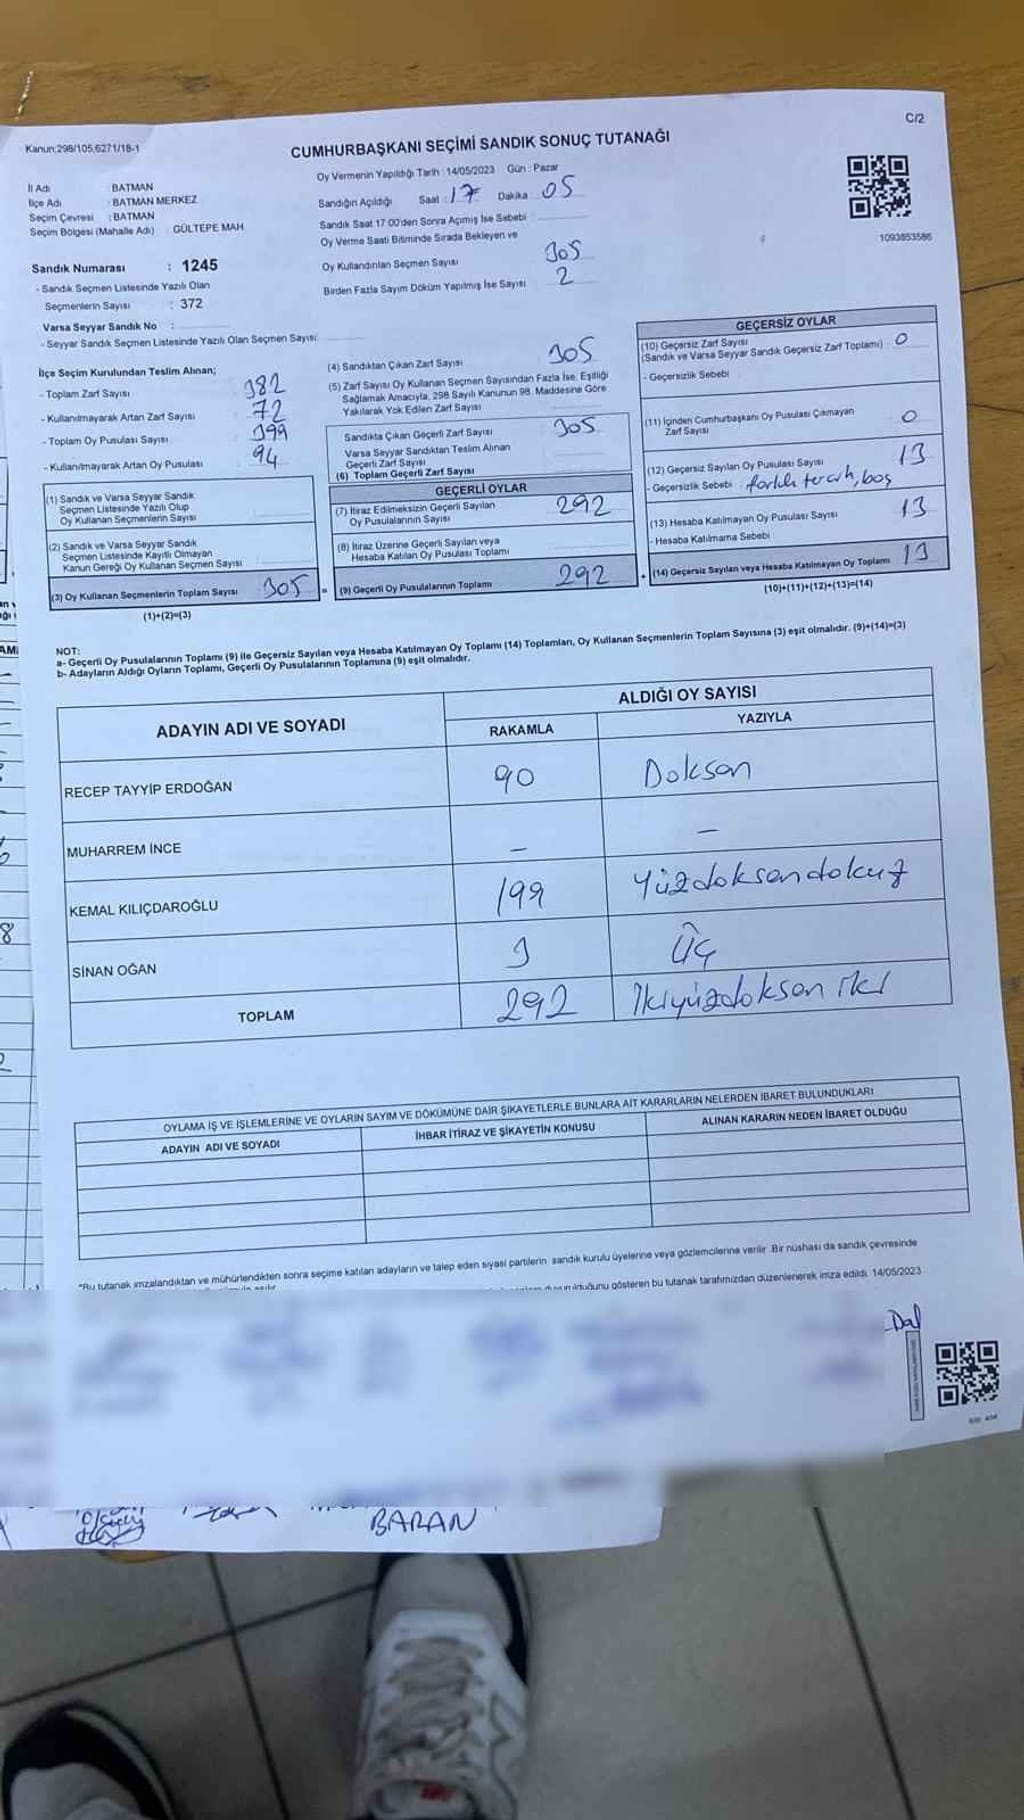 Kanun:298/105,6271/18-1
C/2
CUMHURBAŞKANI SEÇİMİ SANDIK SONUÇ TUTANAĞI
İl Adı : BATMAN
İlçe Adı : BATMAN MERKEZ
Seçim Çevresi : BATMAN
Seçim Bölgesi (Mahalle Adı) : GÜLTEPE MAH.
Oy Vermenin Yapıldığı Tarih : 14/05/2023 Gün : Pazar
Sandığın Açıldığı Saat : 17 Dakika : 05
Sandık Saat 17:00'den Sonra Açılmış İse Sebebi :
Oy Verme Saati Bitiminde Sırada Bekleyen ve
Oy Kullandırılan Seçmen Sayısı 305
Birden Fazla Sayım Döküm Yapılmış İse Sayısı 2
1093853586
Sandık Numarası : 1245
- Sandık Seçmen Listesinde Yazılı Olan
Seçmenlerin Sayısı : 372
Varsa Seyyar Sandık No :
- Seyyar Sandık Seçmen Listesinde Yazılı Olan Seçmen Sayısı:
İlçe Seçim Kurulundan Teslim Alınan;
- Toplam Zarf Sayısı 382
- Kullanılmayarak Artan Zarf Sayısı 72
- Toplam Oy Pusulası Sayısı 399
- Kullanılmayarak Artan Oy Pusulası 94
(1) Sandık ve Varsa Seyyar Sandık
Seçmen Listesinde Yazılı Olup
Oy Kullanan Seçmenlerin Sayısı
(2) Sandık ve Varsa Seyyar Sandık
Seçmen Listesinde Kayıtlı Olmayan
Kanun Gereği Oy Kullanan Seçmen Sayısı
(3) Oy Kullanan Seçmenlerin Toplam Sayısı 305 =
(1)+(2)=(3)
(4) Sandıktan Çıkan Zarf Sayısı 305
(5) Zarf Sayısı Oy Kullanan Seçmen Sayısından Fazla İse, Eşitliği
Sağlamak Amacıyla, 298 Sayılı Kanunun 98. Maddesine Göre
Yakılarak Yok Edilen Zarf Sayısı
Sandıkta Çıkan Geçerli Zarf Sayısı 305
Varsa Seyyar Sandıktan Teslim Alınan
Geçerli Zarf Sayısı
(6) Toplam Geçerli Zarf Sayısı
GEÇERLİ OYLAR
(7) İtiraz Edilmeksizin Geçerli Sayılan
Oy Pusulalarının Sayısı 292
(8) İtiraz Üzerine Geçerli Sayılan veya
Hesaba Katılan Oy Pusulası Toplamı
(9) Geçerli Oy Pusulalarının Toplamı 292 +
GEÇERSİZ OYLAR
(10) Geçersiz Zarf Sayısı
(Sandık ve Varsa Seyyar Sandık Geçersiz Zarf Toplamı) 0
- Geçersizlik Sebebi
(11) İçinden Cumhurbaşkanı Oy Pusulası Çıkmayan
Zarf Sayısı 0
(12) Geçersiz Sayılan Oy Pusulası Sayısı 13
- Geçersizlik Sebebi : farklı tercih, boş
(13) Hesaba Katılmayan Oy Pusulası Sayısı 13
- Hesaba Katılmama Sebebi
(14) Geçersiz Sayılan veya Hesaba Katılmayan Oy Toplamı 13
(10)+(11)+(12)+(13)=(14)
NOT:
a- Geçerli Oy Pusulalarının Toplamı (9) ile Geçersiz Sayılan veya Hesaba Katılmayan Oy Toplamı (14) Toplamları, Oy Kullanan Seçmenlerin Toplam Sayısına (3) eşit olmalıdır. (9)+(14)=(3)
b- Adayların Aldığı Oyların Toplamı, Geçerli Oy Pusulalarının Toplamına (9) eşit olmalıdır.
ADAYIN ADI VE SOYADI ALDIĞI OY SAYISI
RAKAMLA YAZIYLA
RECEP TAYYİP ERDOĞAN 90 Doksan
MUHARREM İNCE – –
KEMAL KILIÇDAROĞLU 199 Yüzdoksandokuz
SİNAN OĞAN 3 Üç
TOPLAM 292 İkiyüzdoksan iki
OYLAMA İŞ VE İŞLEMLERİNE VE OYLARIN SAYIM VE DÖKÜMÜNE DAİR ŞİKAYETLERLE BUNLARA AİT KARARLARIN NELERDEN İBARET BULUNDUKLARI
ADAYIN ADI VE SOYADI İHBAR İTİRAZ VE ŞİKAYETİN KONUSU ALINAN KARARIN NEDEN İBARET OLDUĞU
*Bu tutanak imzalandıktan ve mühürlendikten sonra seçime katılan adayların ve talep eden siyasi partilerin sandık kurulu üyelerine veya gözlemcilerine verilir. Bir nüshası da sandık çevresinde
duyurulduğunu gösteren bu tutanak tarafımızdan düzenlenerek imza edildi. 14/05/2023
Dal
BARAN